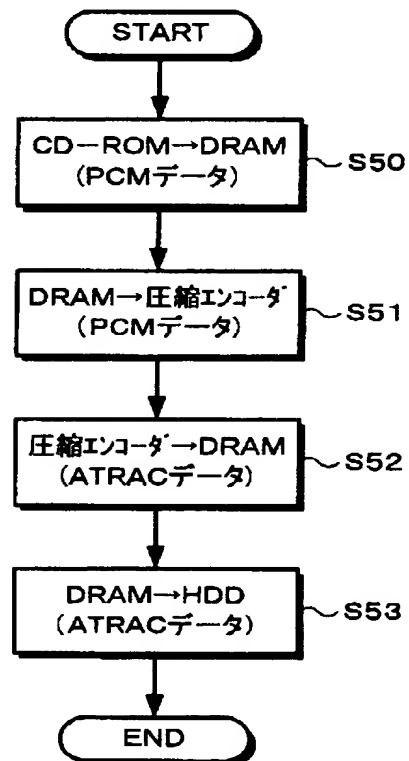 START
CD−ROM→DRAM
(PCMデータ)
S50
DRAM→圧縮エンコーダ
(PCMデータ)
S51
圧縮エンコーダ→DRAM
(ATRACデータ)
S52
DRAM→HDD
(ATRACデータ)
S53
END